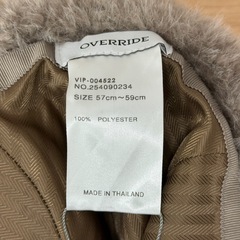 OVERRIDE
VIP-004522
NO.254090234
SIZE 57cm～59cm
100% POLYESTER
MADE IN THAILAND